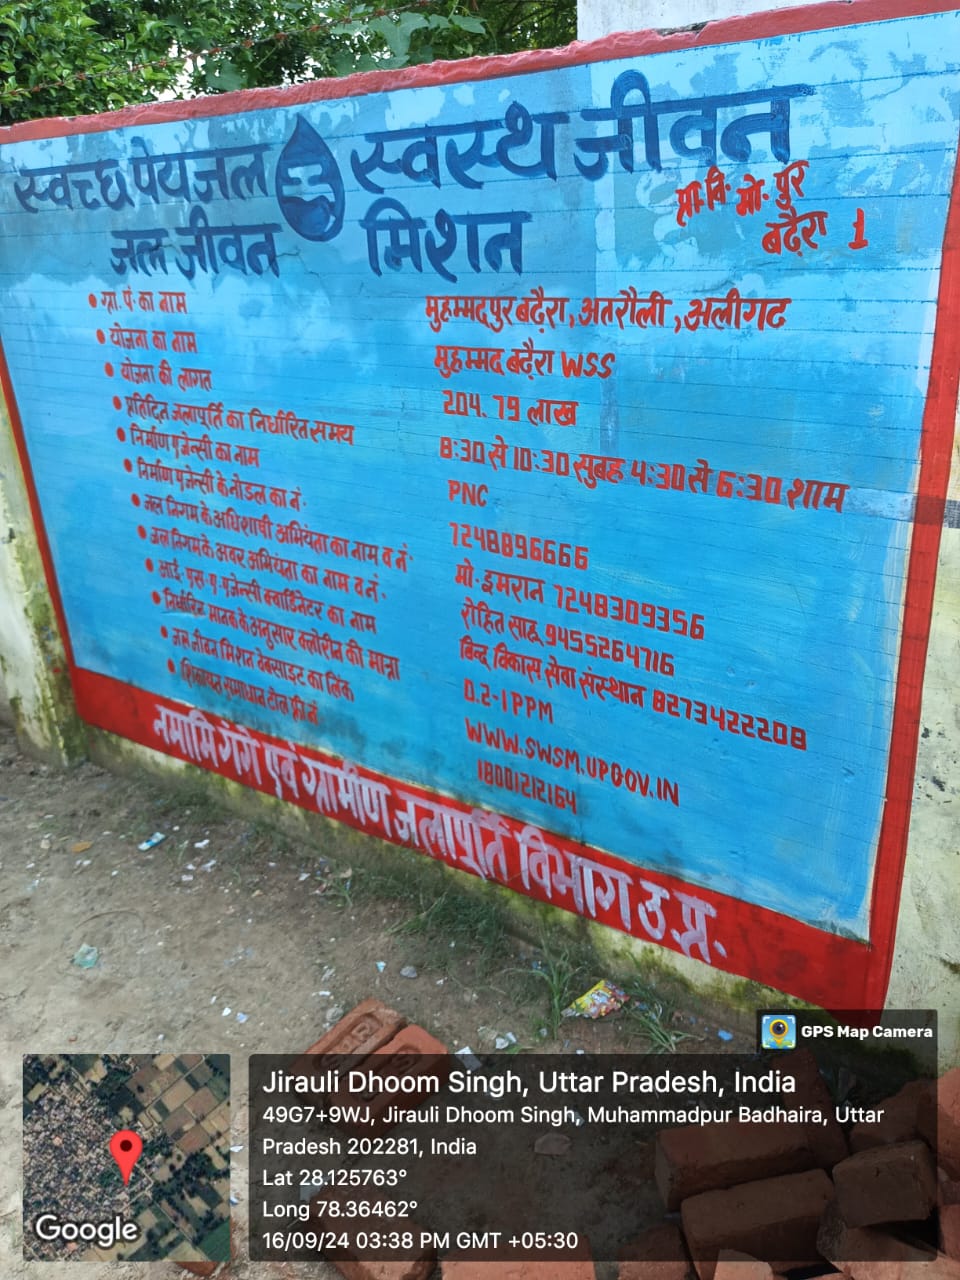 स्वच्छ पेयजल स्वस्थ जीवन
जल जीवन मिशन
प्रा. वि. मो. पुर
बढ़ैरा 1
• ग्रा. पं. का नाम मुहम्मदपुर बढ़ैरा, अतरौली, अलीगढ
• योजना का नाम मुहम्मद बढ़ैरा WSS
• योजना की लागत 204.79 लाख
• प्रतिदिन जलापूर्ति का निर्धारित समय 8:30 से 10:30 सुबह 4:30 से 6:30 शाम
• निर्माण एजेन्सी का नाम PNC
• निर्माण एजेन्सी के नोडल का नं. 7248896666
• जल निगम के अधिशाषी अभियंता का नाम व नं. मो. इमरान 7248309356
• जल निगम के अवर अभियंता का नाम व नं. रोहित साहू 9455264716
• आई. एस. ए. एजेन्सी क्वार्डिनेटर का नाम बिन्द विकास सेवा संस्थान 8273422208
• निर्धारित मानक के अनुसार क्लोरीन की मात्रा 0.2-1 PPM
• जल जीवन मिशन वेबसाइट का लिंक WWW.SWSM.UPGOV.IN
• शिकायत समाधान टोल फ्री नं. 18001212164
नमामि गंगे एवं ग्रामीण जलापूर्ति विभाग उ.प्र.
GPS Map Camera
Jirauli Dhoom Singh, Uttar Pradesh, India
49G7+9WJ, Jirauli Dhoom Singh, Muhammadpur Badhaira, Uttar
Pradesh 202281, India
Lat 28.125763°
Long 78.36462°
16/09/24 03:38 PM GMT +05:30
Google